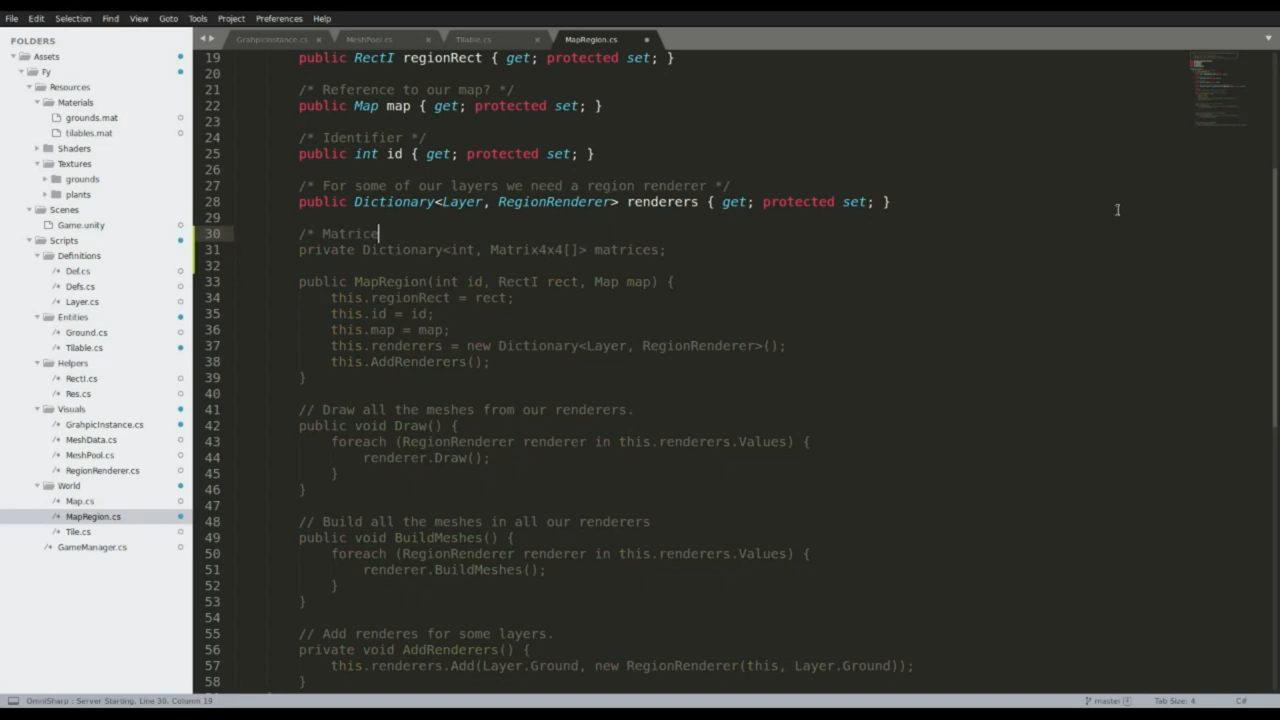 File Edit Selection Find View Goto Tools Project Preferences Help
FOLDERS
Assets
Fy
Resources
Materials
grounds.mat
tilables.mat
Shaders
Textures
grounds
plants
Scenes
Game.unity
Scripts
Definitions
/* Def.cs
/* Defs.cs
/* Layer.cs
Entities
/* Ground.cs
/* Tilable.cs
Helpers
/* RectI.cs
/* Res.cs
Visuals
/* GrahpicInstance.cs
/* MeshData.cs
/* MeshPool.cs
/* RegionRenderer.cs
World
/* Map.cs
/* MapRegion.cs
/* Tile.cs
/* GameManager.cs
GrahpicInstance.cs × MeshPool.cs × Tilable.cs × MapRegion.cs
19 public RectI regionRect { get; protected set; }
20
21 /* Reference to our map? */
22 public Map map { get; protected set; }
23
24 /* Identifier */
25 public int id { get; protected set; }
26
27 /* For some of our layers we need a region renderer */
28 public Dictionary<Layer, RegionRenderer> renderers { get; protected set; }
29
30 /* Matrice
31 private Dictionary<int, Matrix4x4[]> matrices;
32
33 public MapRegion(int id, RectI rect, Map map) {
34 this.regionRect = rect;
35 this.id = id;
36 this.map = map;
37 this.renderers = new Dictionary<Layer, RegionRenderer>();
38 this.AddRenderers();
39 }
40
41 // Draw all the meshes from our renderers.
42 public void Draw() {
43 foreach (RegionRenderer renderer in this.renderers.Values) {
44 renderer.Draw();
45 }
46 }
47
48 // Build all the meshes in all our renderers
49 public void BuildMeshes() {
50 foreach (RegionRenderer renderer in this.renderers.Values) {
51 renderer.BuildMeshes();
52 }
53 }
54
55 // Add renderes for some layers.
56 private void AddRenderers() {
57 this.renderers.Add(Layer.Ground, new RegionRenderer(this, Layer.Ground));
58 }
OmniSharp : Server Starting, Line 30, Column 19
master
Tab Size: 4
C#